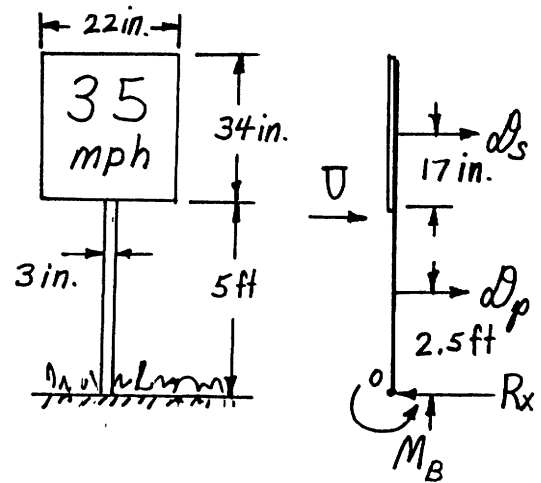 22in.
35
mph
34in.
3in.
5ft
U
𝒟s
17in.
𝒟p
2.5ft
O
Rx
MB